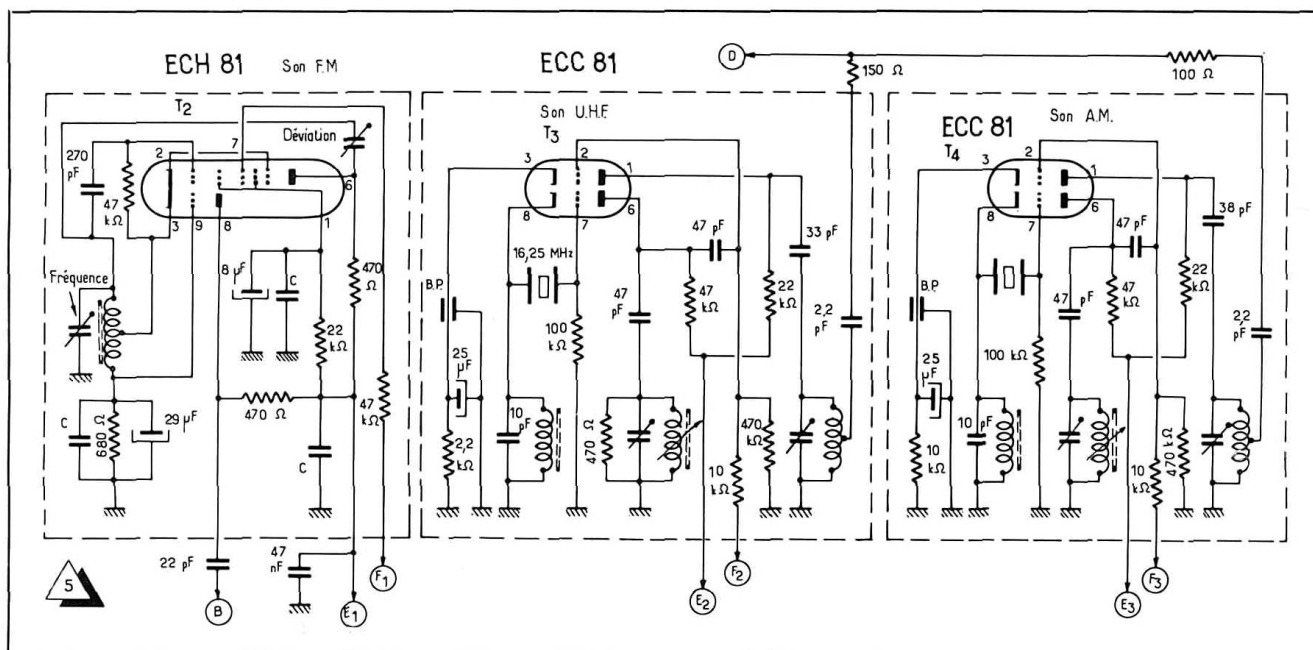 ECH 81 Son F.M
ECC 81
D
150 Ω
100 Ω
T2
Déviation
270 pF
47 kΩ
2
7
3
9
8
1
6
Fréquence
8 µF
C
470 Ω
22 kΩ
47 kΩ
470 Ω
C
680 Ω
29 µF
C
22 pF
B
47 nF
E1
F1
5
Son U.H.F.
T3
3
2
1
8
7
6
16,25 MHz
47 pF
33 pF
B.P.
47 pF
47 kΩ
22 kΩ
100 kΩ
2,2 pF
25 µF
2,2 kΩ
10 pF
470 Ω
10 kΩ
470 kΩ
E2
F2
ECC 81
Son A.M.
T4
3
2
1
8
7
6
47 pF
38 pF
B.P.
47 pF
47 kΩ
22 kΩ
100 kΩ
2,2 pF
25 µF
10 kΩ
10 pF
10 kΩ
470 kΩ
E3
F3